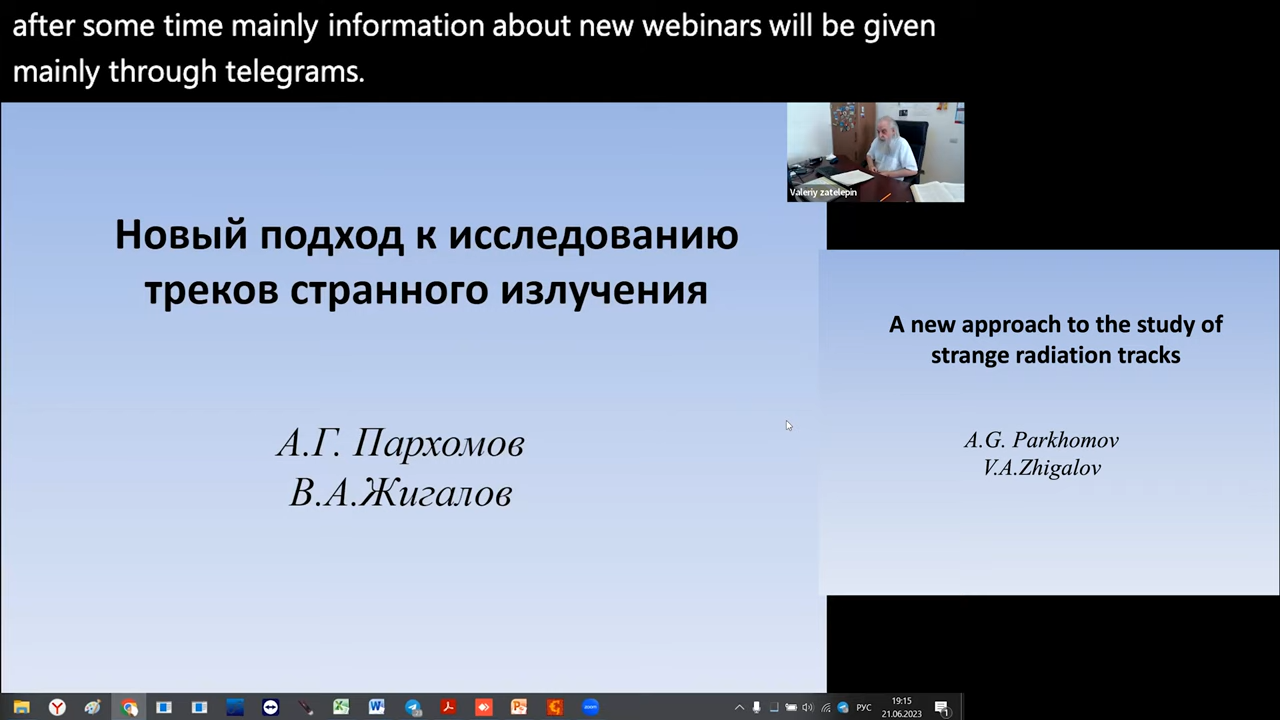 after some time mainly information about new webinars will be given
mainly through telegrams.
Valeriy zatelepin
Новый подход к исследованию
треков странного излучения
А.Г. Пархомов
В.А.Жигалов
A new approach to the study of
strange radiation tracks
A.G. Parkhomov
V.A.Zhigalov
РУС
19:15
21.06.2023